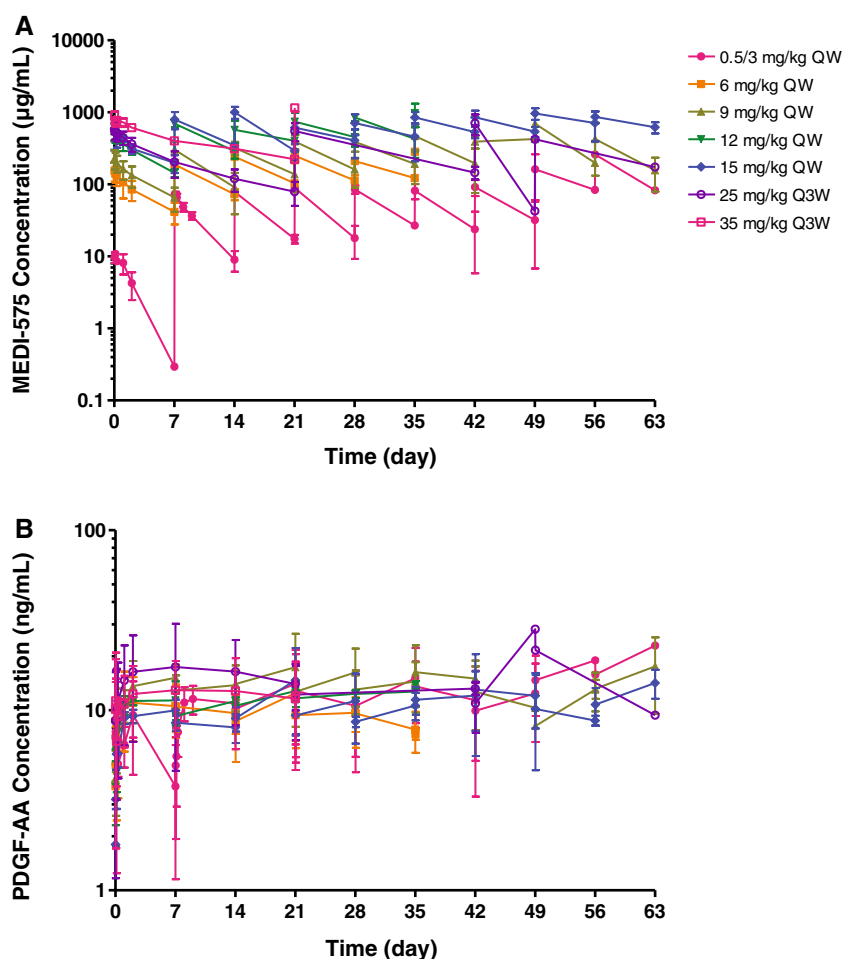 A
MEDI-575 Concentration (µg/mL)
10000
1000
100
10
1
0.1
0 7 14 21 28 35 42 49 56 63
Time (day)
0.5/3 mg/kg QW
6 mg/kg QW
9 mg/kg QW
12 mg/kg QW
15 mg/kg QW
25 mg/kg Q3W
35 mg/kg Q3W
B
PDGF-AA Concentration (ng/mL)
100
10
1
0 7 14 21 28 35 42 49 56 63
Time (day)